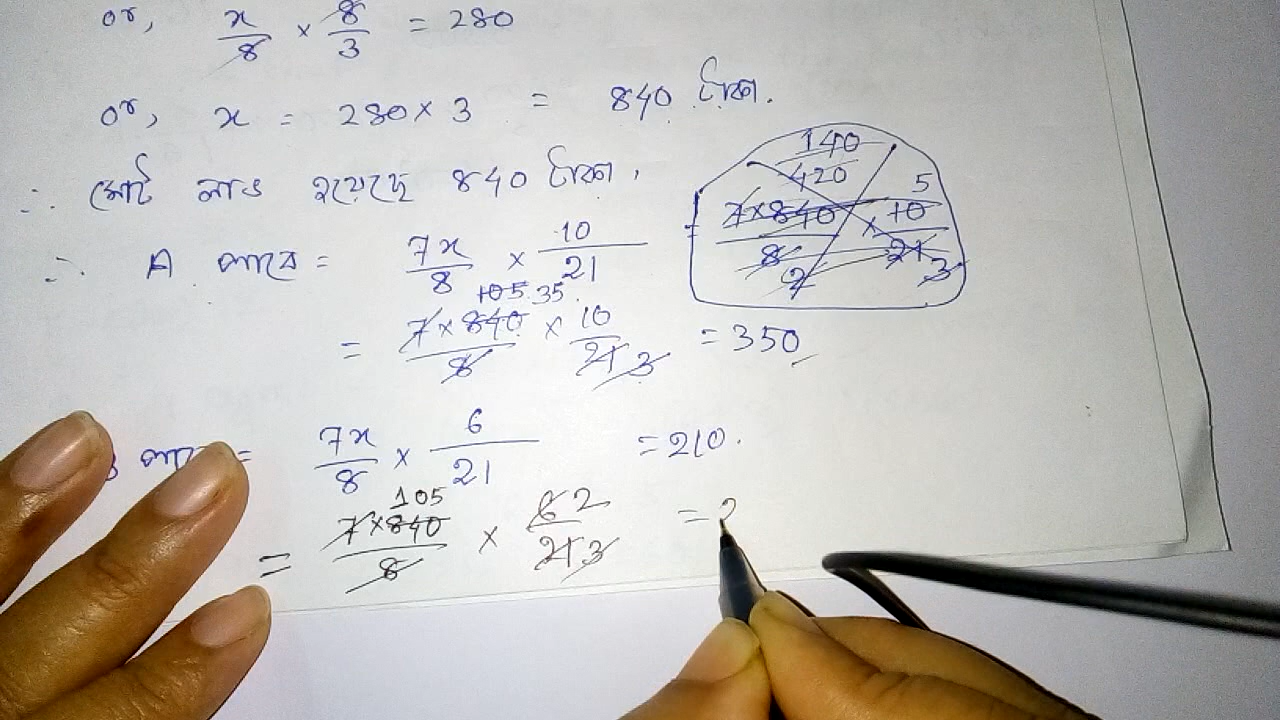 or, x/8 × 8/3 = 280
or, x = 280 × 3 = 840 টাকা.
∴ মোট লাভ হয়েছে 840 টাকা,
∴ A পাবে = 7x/8 × 10/21
105 35
= 7×840/8 × 10/21 3 = 350
140
420 5
7×840/8 × 10/21
2 3
পাবে = 7x/8 × 6/21 = 210.
105
= 7×840/8 × 6 2/21 3 = 2